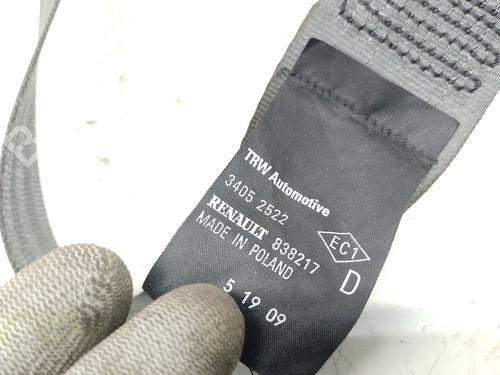 TRW Automotive
3405 2522
RENAULT 838217
MADE IN POLAND
EC1
D
5 19 09